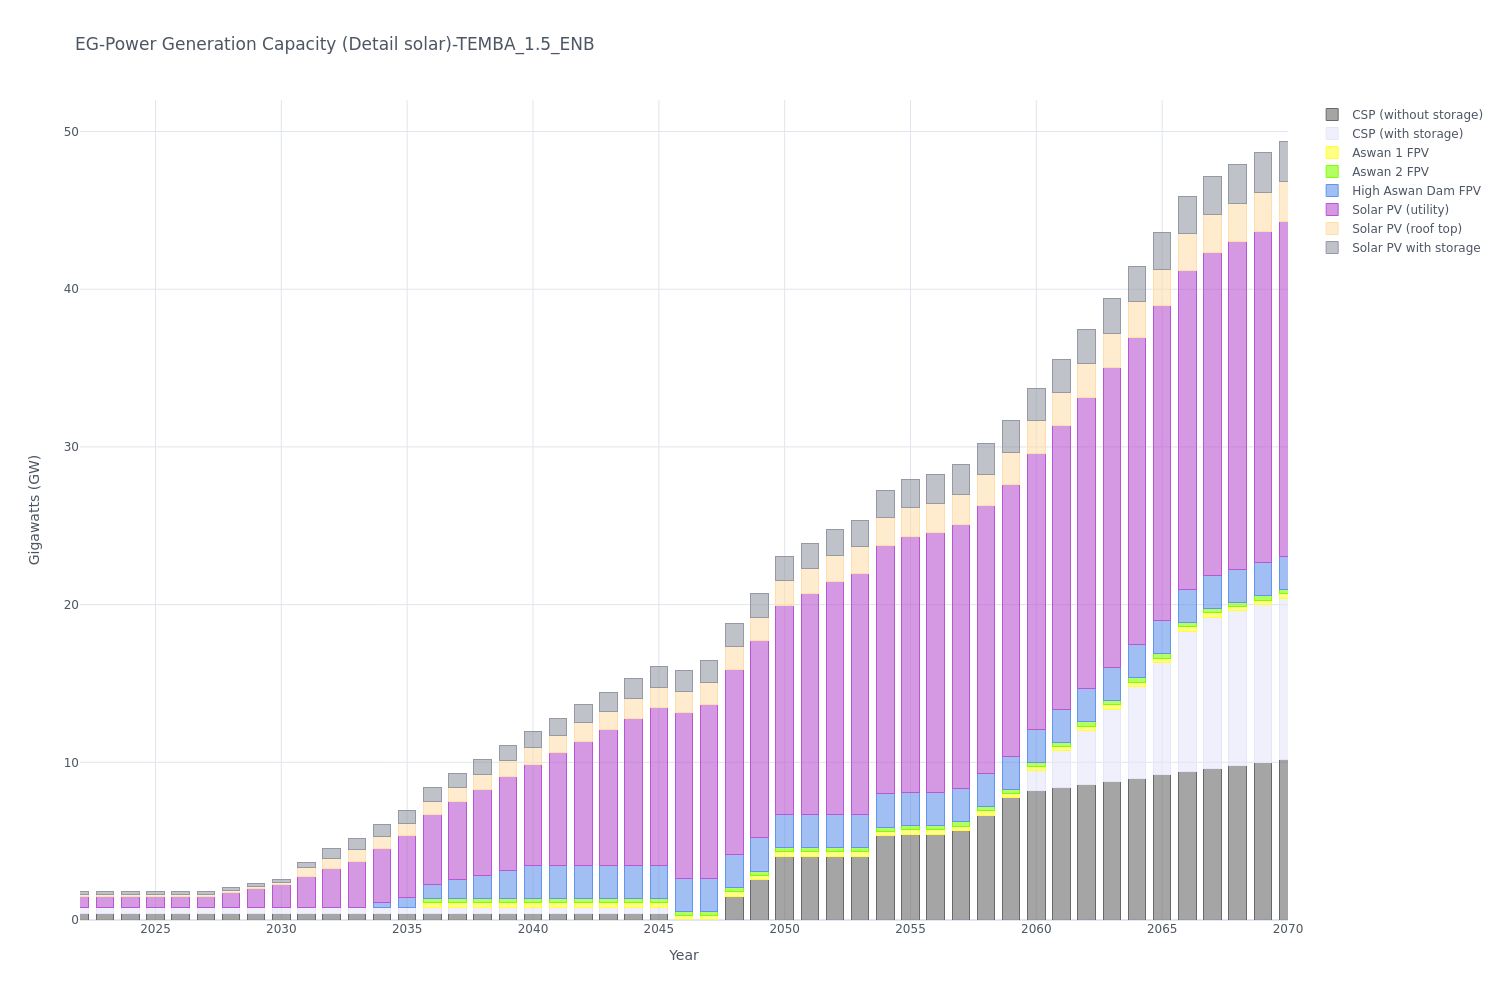 EG-Power Generation Capacity (Detail solar)-TEMBA_1.5_ENB
CSP (without storage)
CSP (with storage)
Aswan 1 FPV
Aswan 2 FPV
High Aswan Dam FPV
Solar PV (utility)
Solar PV (roof top)
Solar PV with storage
Gigawatts (GW)
50
40
30
20
10
0
2025 2030 2035 2040 2045 2050 2055 2060 2065 2070
Year